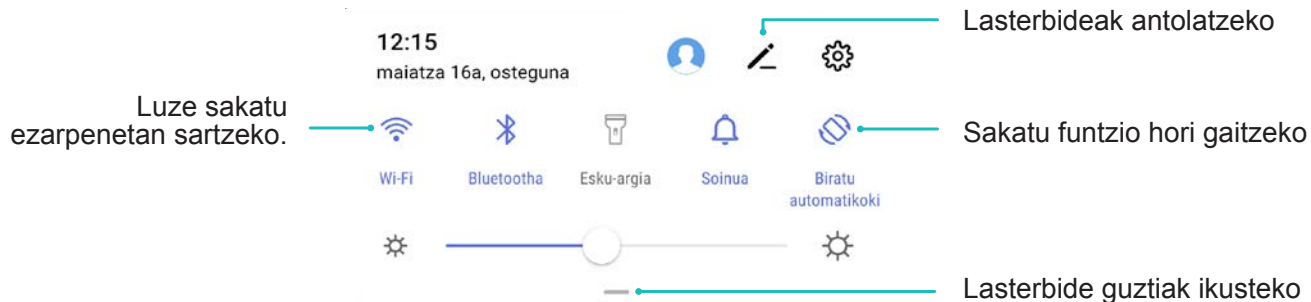 Lasterbideak antolatzeko
12:15
maiatza 16a, osteguna
Luze sakatu
ezarpenetan sartzeko.
Sakatu funtzio hori gaitzeko
Wi-Fi
Bluetootha
Esku-argia
Soinua
Biratu
automatikoki
Lasterbide guztiak ikusteko